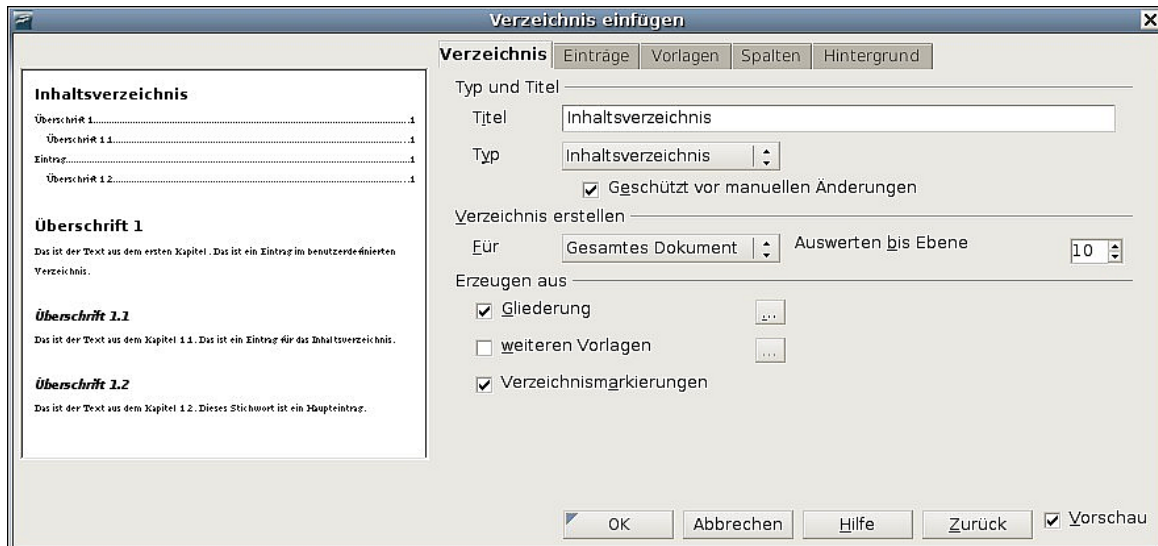 Verzeichnis einfügen
Inhaltsverzeichnis
Überschrift 1......1
Überschrift 1.1......1
Eintrag......1
Überschrift 1.2......1
Überschrift 1
Das ist der Text aus dem ersten Kapitel. Das ist ein Eintrag im benutzerdefinierten
Verzeichnis.
Überschrift 1.1
Das ist der Text aus dem Kapitel 1.1. Das ist ein Eintrag für das Inhaltsverzeichnis.
Überschrift 1.2
Das ist der Text aus dem Kapitel 1.2. Dieses Stichwort ist ein Haupteintrag.
Verzeichnis Einträge Vorlagen Spalten Hintergrund
Typ und Titel
Titel Inhaltsverzeichnis
Typ Inhaltsverzeichnis
Geschützt vor manuellen Änderungen
Verzeichnis erstellen
Für Gesamtes Dokument Auswerten bis Ebene 10
Erzeugen aus
Gliederung ...
weiteren Vorlagen ...
Verzeichnismarkierungen
OK Abbrechen Hilfe Zurück Vorschau